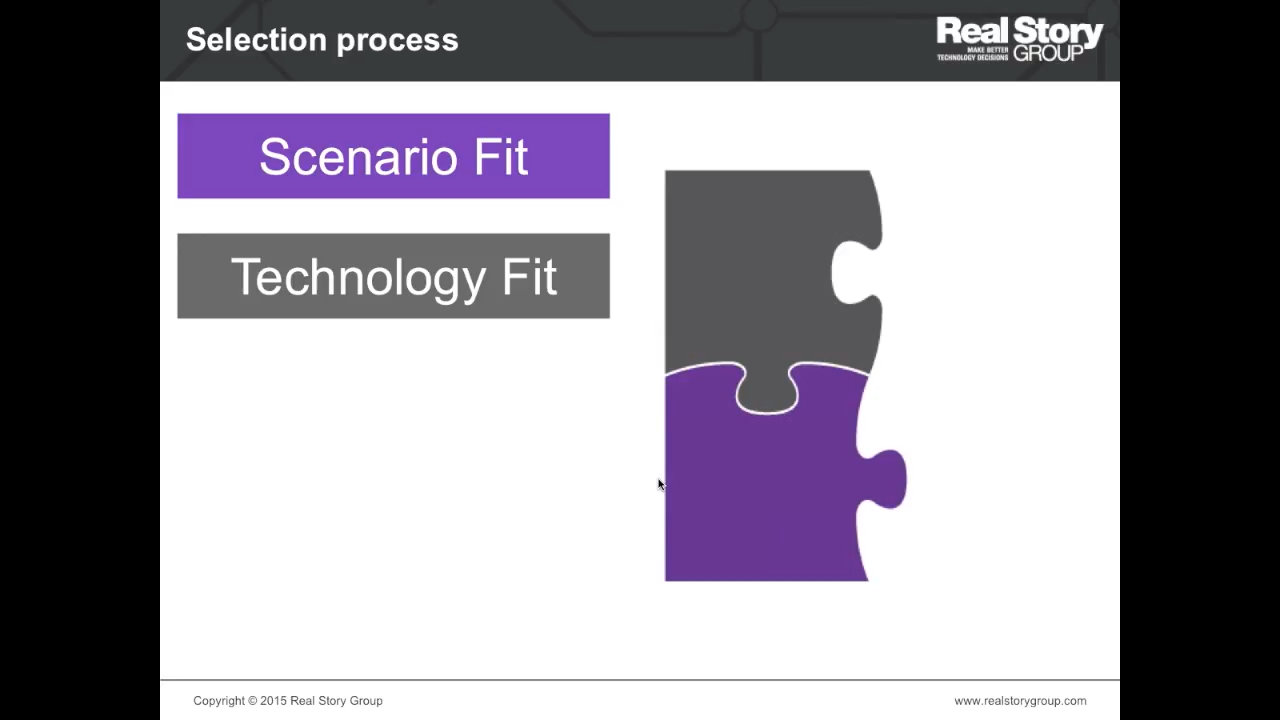 Selection process
Real Story
MAKE BETTER
TECHNOLOGY DECISIONS
GROUP
Scenario Fit
Technology Fit
Copyright © 2015 Real Story Group
www.realstorygroup.com